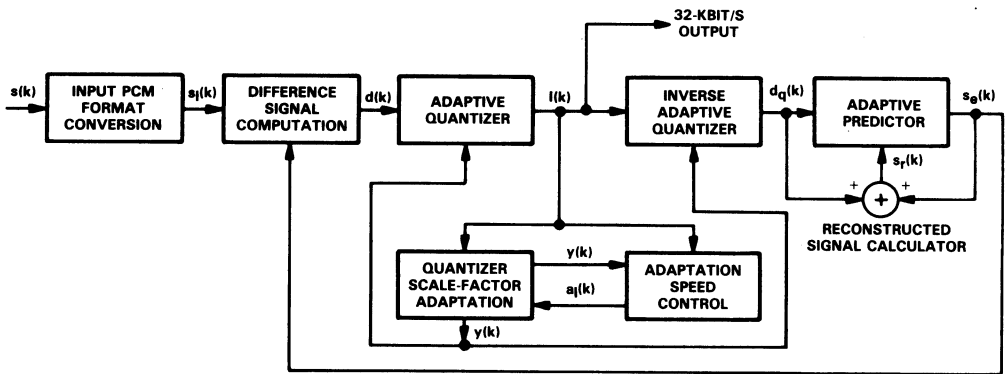 32-KBIT/S
OUTPUT
s(k)
INPUT PCM
FORMAT
CONVERSION
sl(k)
DIFFERENCE
SIGNAL
COMPUTATION
d(k)
ADAPTIVE
QUANTIZER
I(k)
INVERSE
ADAPTIVE
QUANTIZER
dq(k)
ADAPTIVE
PREDICTOR
se(k)
sr(k)
+
+
+
RECONSTRUCTED
SIGNAL CALCULATOR
QUANTIZER
SCALE-FACTOR
ADAPTATION
y(k)
al(k)
ADAPTATION
SPEED
CONTROL
y(k)